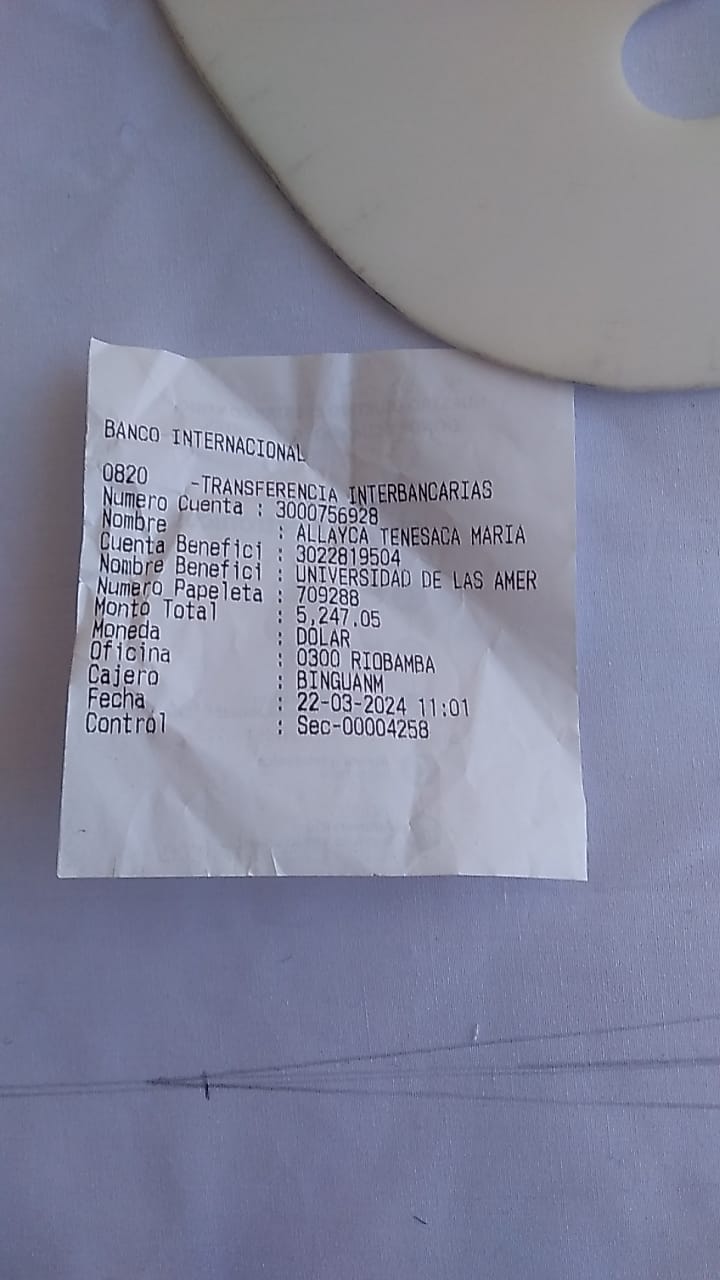 BANCO INTERNACIONAL
0820 -TRANSFERENCIA INTERBANCARIAS
Numero Cuenta : 3000756928
Nombre : ALLAYCA TENESACA MARIA
Cuenta Benefici : 3022819504
Nombre Benefici : UNIVERSIDAD DE LAS AMER
Numero Papeleta : 709288
Monto Total : 5,247.05
Moneda : DOLAR
Oficina : 0300 RIOBAMBA
Cajero : BINGUANM
Fecha : 22-03-2024 11:01
Control : Sec-00004258